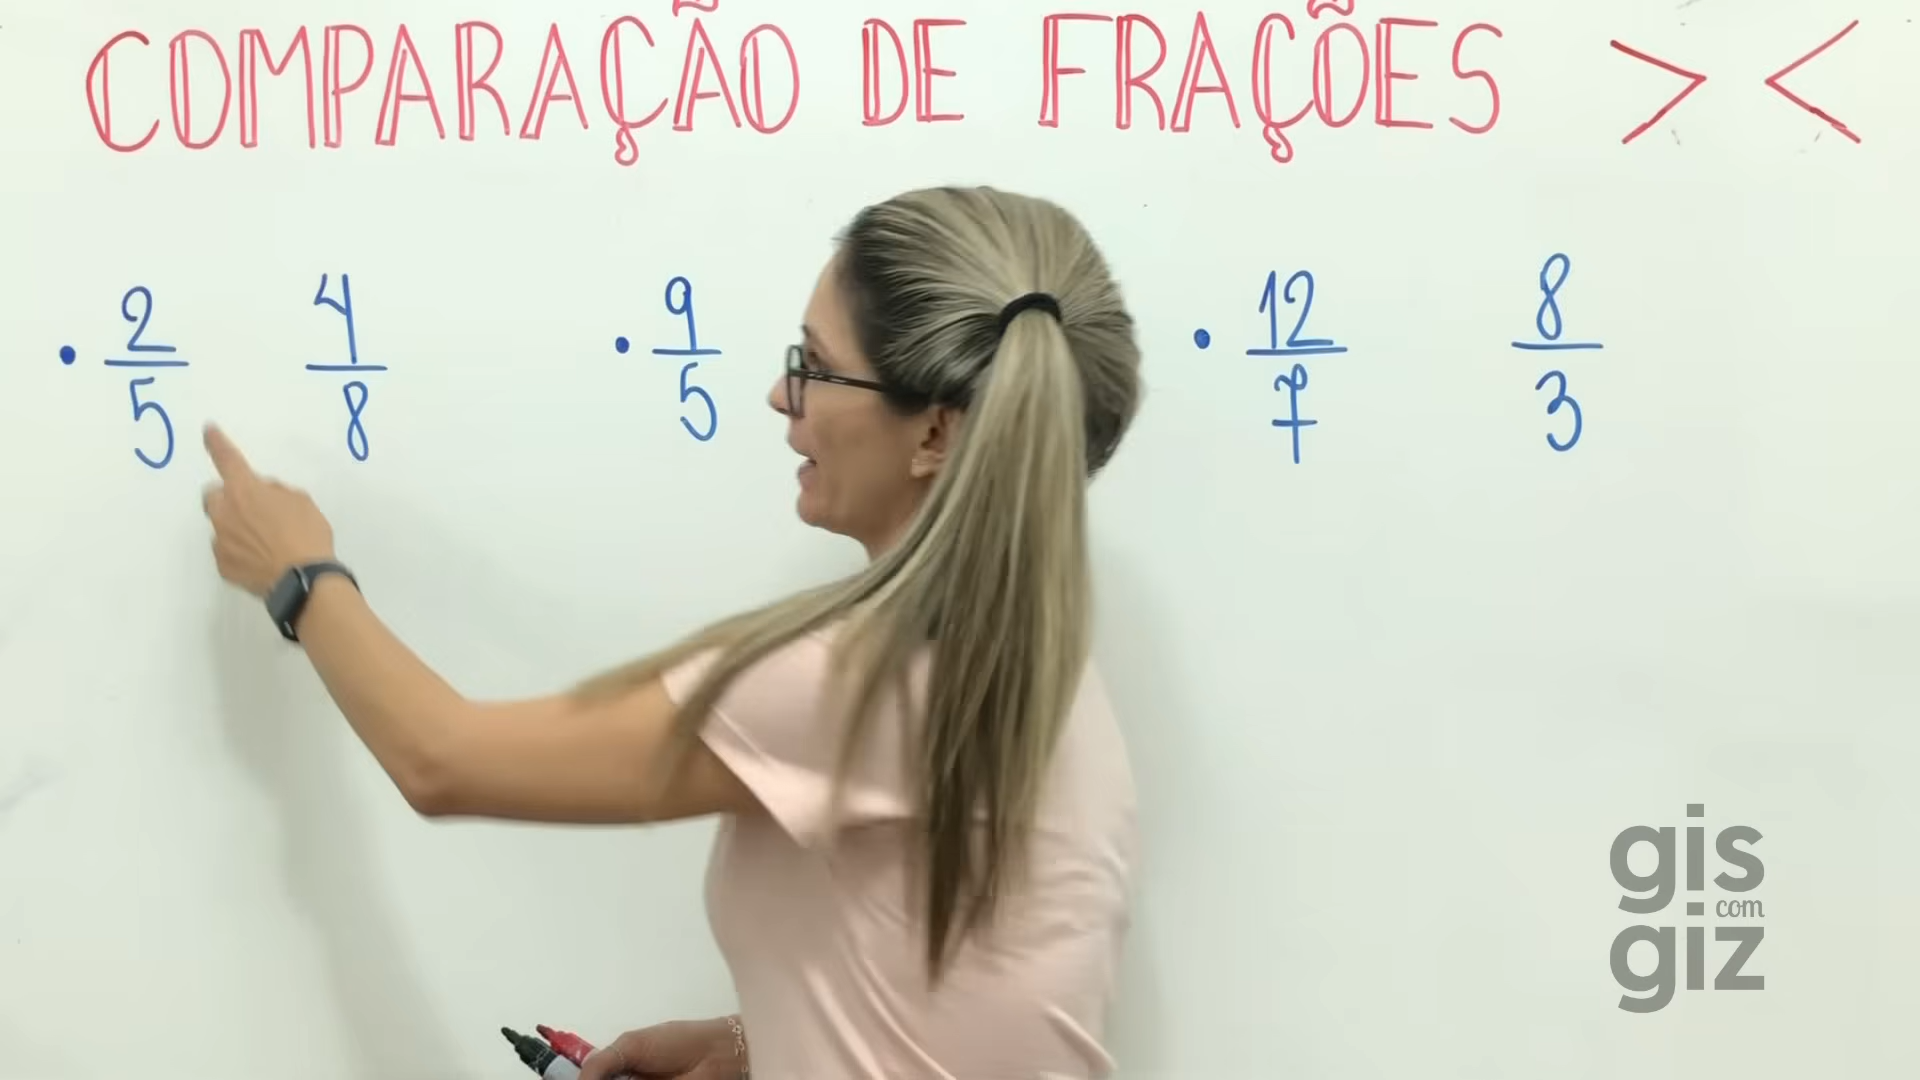 COMPARAÇÃO DE FRAÇÕES > <
• 2/5 4/8 • 9/5 • 12/7 8/3
gis
com
giz